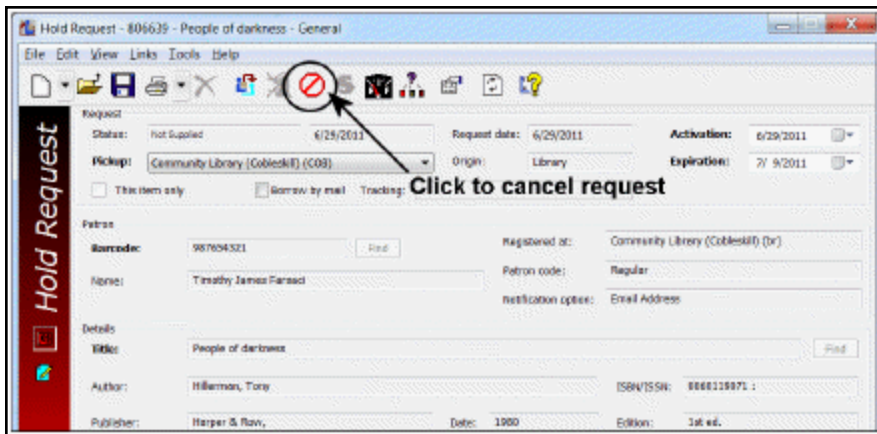 Hold Request - 806639 - People of darkness - General
File Edit View Links Tools Help
Hold Request
Request
Status: Not Supplied 6/29/2011 Request date: 6/29/2011 Activation: 6/29/2011
Pickup: Community Library (Cobleskill) (COB) Origin: Library Expiration: 7/ 9/2011
This item only Borrow by mail Tracking:
Click to cancel request
Patron
Barcode: 987654321 Find Registered at: Community Library (Cobleskill) (br)
Patron code: Regular
Name: Timothy James
Notification option: Email Address
Details
Title: People of darkness Find
Author: Hillerman, Tony ISBN/ISSN:
Publisher: Harper & Row, Date: 1980 Edition: 1st ed.